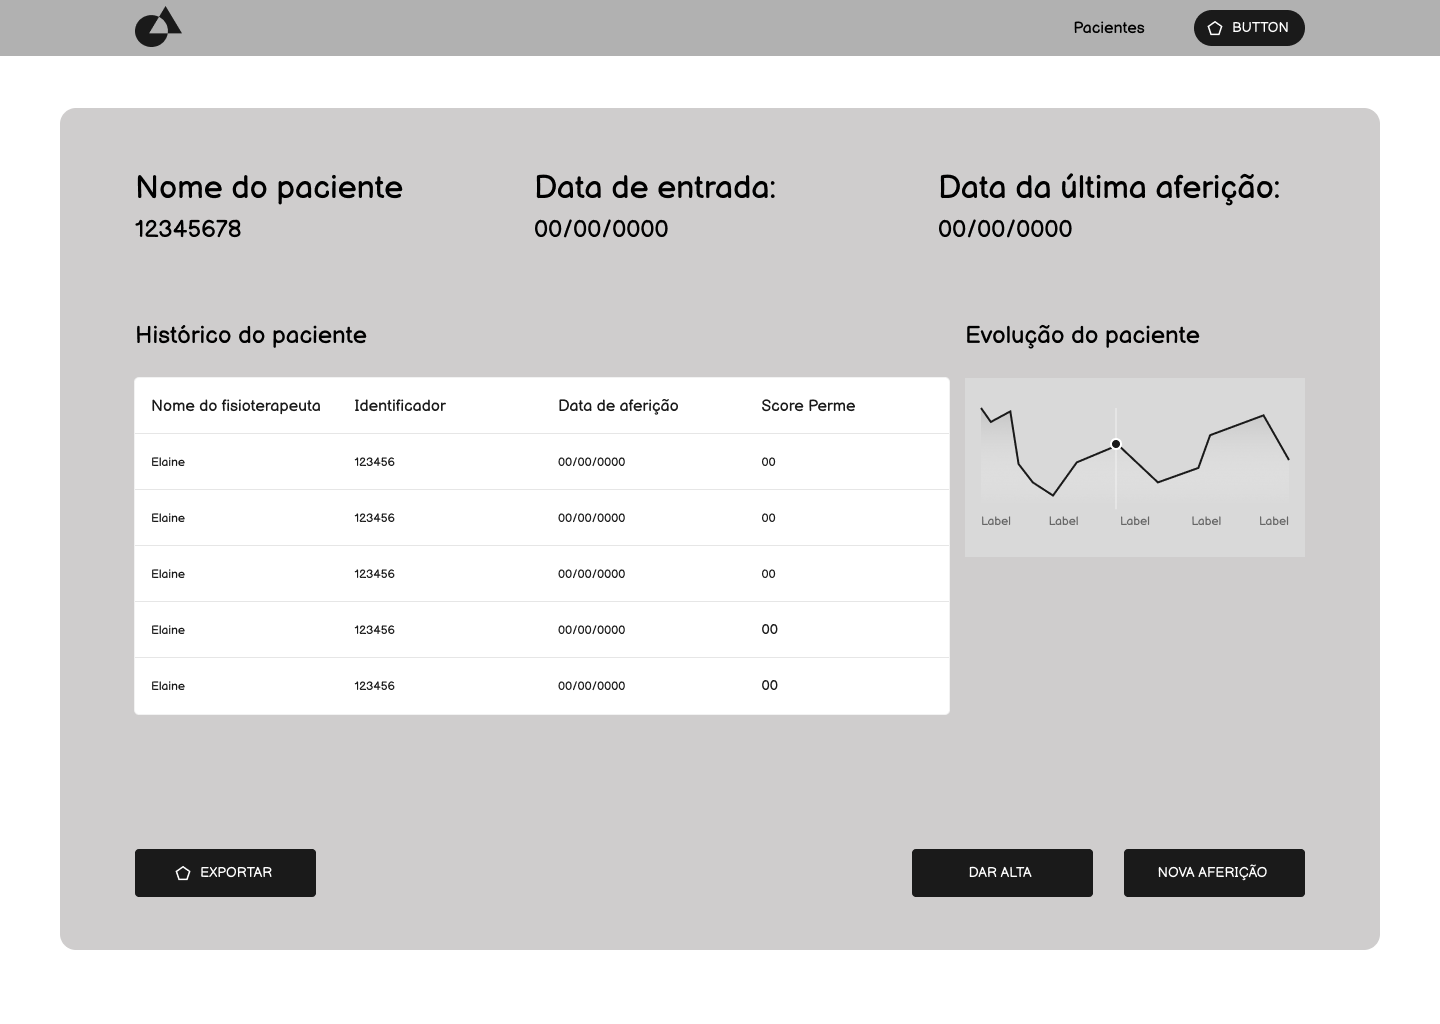 Pacientes
BUTTON
Nome do paciente
12345678
Data de entrada:
00/00/0000
Data da última aferição:
00/00/0000
Histórico do paciente
Evolução do paciente
Nome do fisioterapeuta Identificador Data de aferição Score Perme
Elaine 123456 00/00/0000 00
Elaine 123456 00/00/0000 00
Elaine 123456 00/00/0000 00
Elaine 123456 00/00/0000 00
Elaine 123456 00/00/0000 00
Label Label Label Label Label
EXPORTAR
DAR ALTA
NOVA AFERIÇÃO